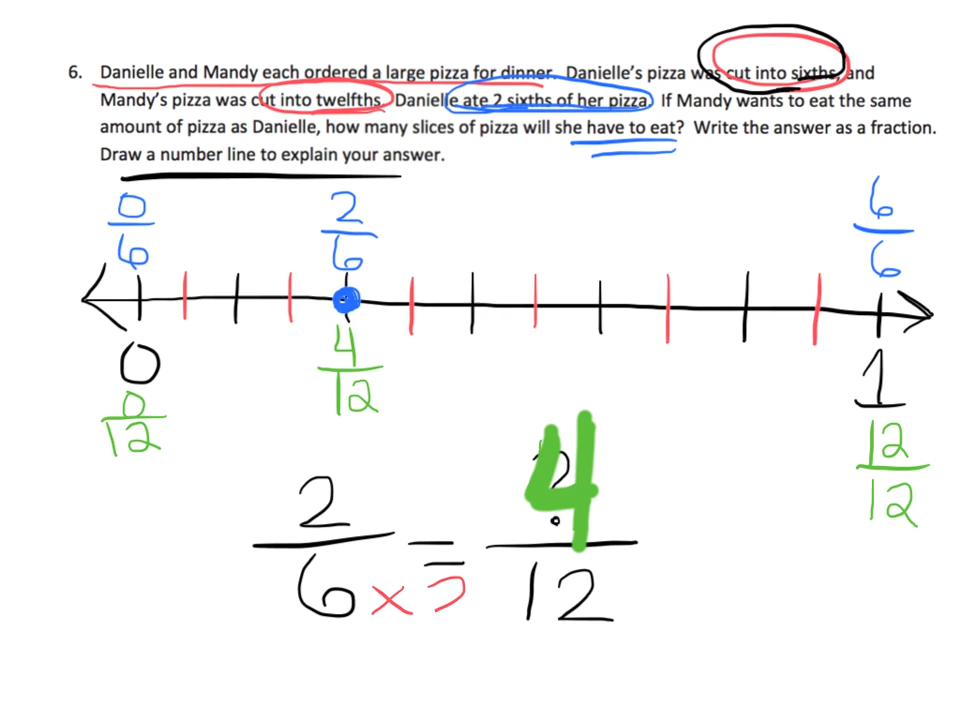 6. Danielle and Mandy each ordered a large pizza for dinner. Danielle's pizza was cut into sixths, and
Mandy's pizza was cut into twelfths. Danielle ate 2 sixths of her pizza. If Mandy wants to eat the same
amount of pizza as Danielle, how many slices of pizza will she have to eat? Write the answer as a fraction.
Draw a number line to explain your answer.
0/6 2/6 6/6
0 4/12 1
0/12 12/12
2/6 = 4/12
×